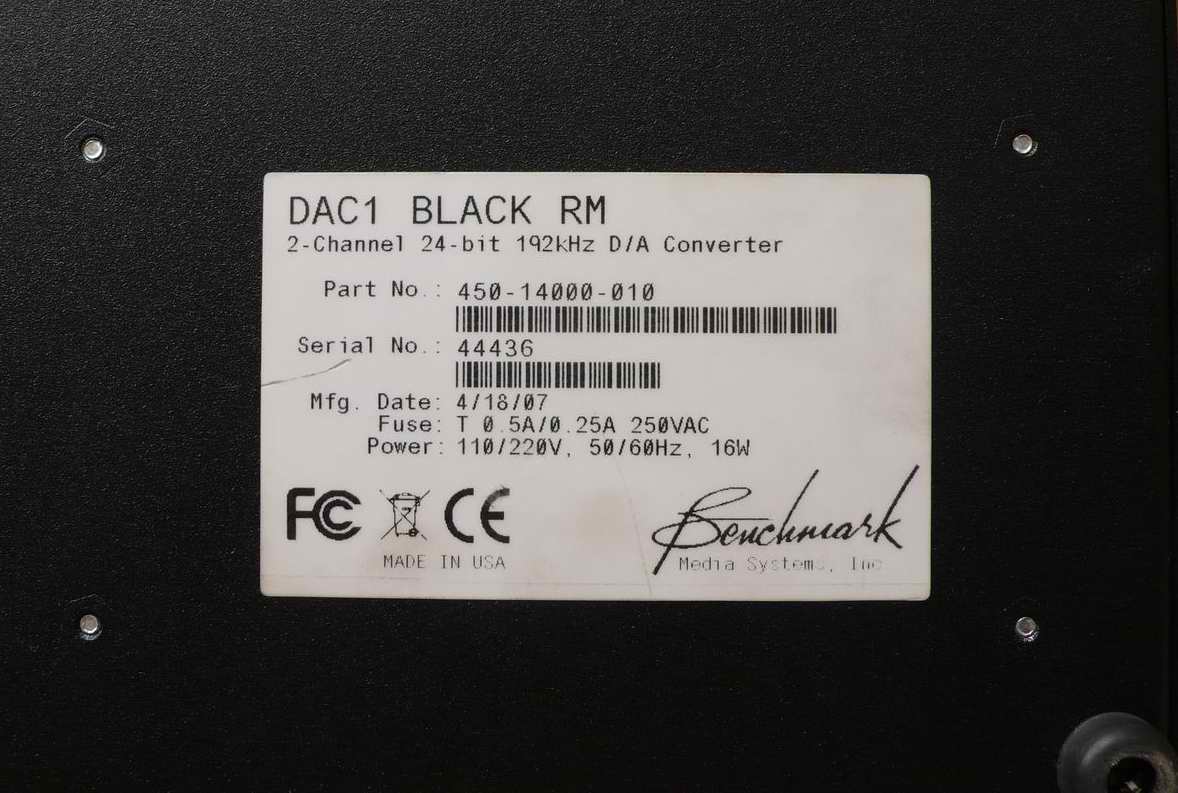 DAC1 BLACK RM
2-Channel 24-bit 192kHz D/A Converter
Part No.: 450-14000-010
Serial No.: 44436
Mfg. Date: 4/18/07
Fuse: T 0.5A/0.25A 250VAC
Power: 110/220V, 50/60Hz, 16W
FC CE
MADE IN USA
Benchmark
Media Systems, Inc